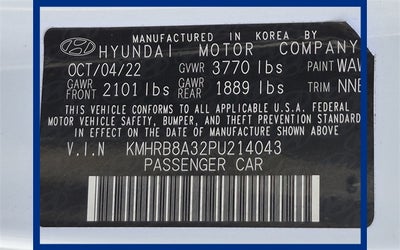 MANUFACTURED IN KOREA BY
HYUNDAI MOTOR COMPANY
OCT/04/22 GVWR 3770 lbs PAINT WAW
GAWR FRONT 2101 lbs GAWR REAR 1889 lbs TRIM NNB
THIS VEHICLE CONFORMS TO ALL APPLICABLE U.S.A. FEDERAL
MOTOR VEHICLE SAFETY, BUMPER, AND THEFT PREVENTION STANDARD
IN EFFECT ON THE DATE OF MANUFACTURE SHOWN ABOVE.
V.I.N KMHRB8A32PU214043
PASSENGER CAR